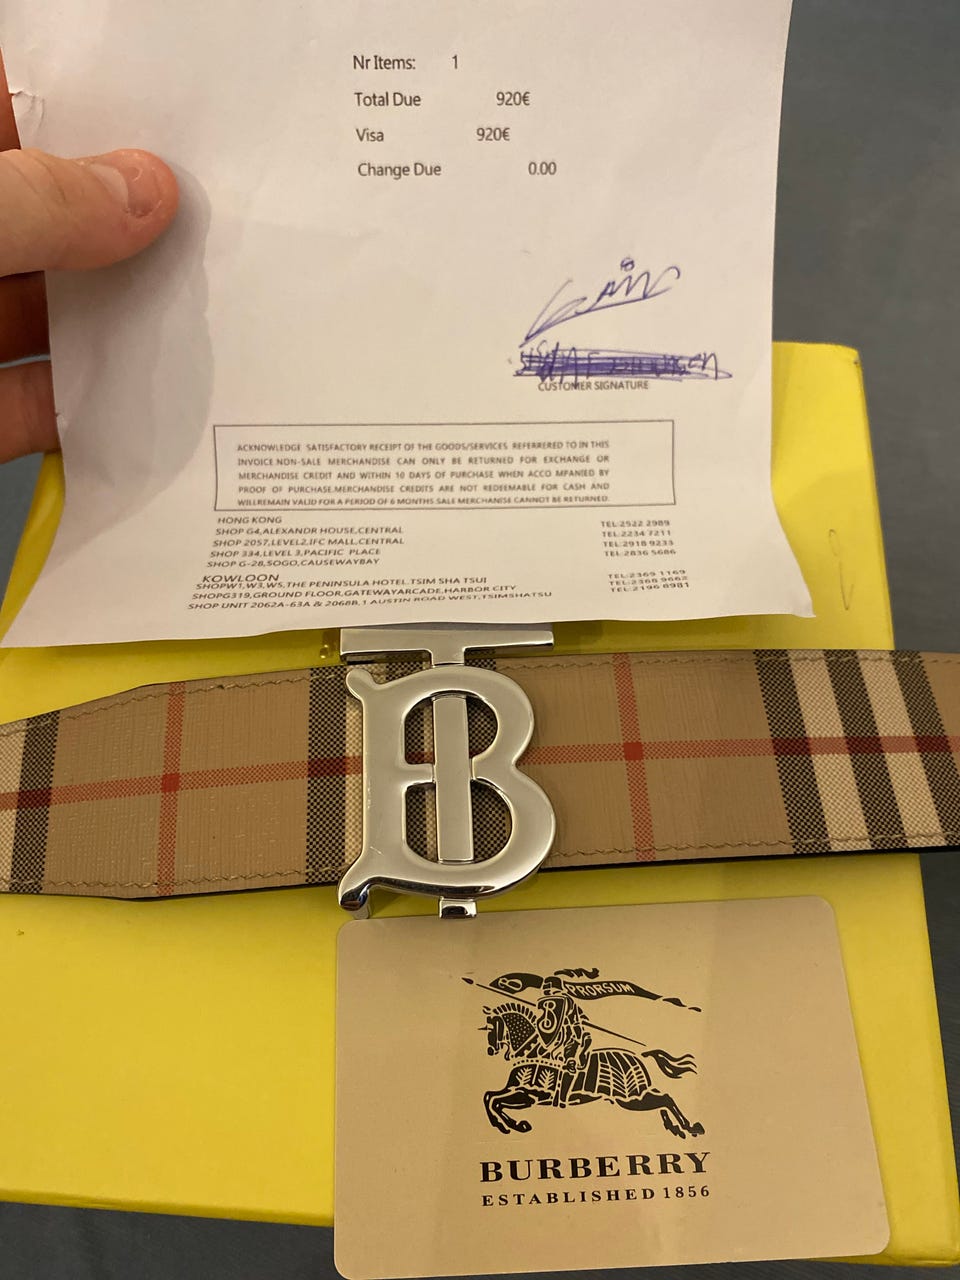 Nr Items: 1
Total Due 920€
Visa 920€
Change Due 0.00
CUSTOMER SIGNATURE
ACKNOWLEDGE SATISFACTORY RECEIPT OF THE GOODS/SERVICES REFERRERED TO IN THIS
INVOICE.NON-SALE MERCHANDISE CAN ONLY BE RETURNED FOR EXCHANGE OR
MERCHANDISE CREDIT AND WITHIN 10 DAYS OF PURCHASE WHEN ACCO MPANIED BY
PROOF OF PURCHASE.MERCHANDISE CREDITS ARE NOT REDEEMABLE FOR CASH AND
WILLREMAIN VALID FOR A PERIOD OF 6 MONTHS SALE MERCHANISE CANNOT BE RETURNED.
HONG KONG
SHOP G4,ALEXANDR HOUSE,CENTRAL TEL:2522 2989
SHOP 2057,LEVEL2,IFC MALL,CENTRAL TEL:2234 7211
SHOP 334,LEVEL 3,PACIFIC PLACE TEL:2918 9233
SHOP G-28,SOGO,CAUSEWAYBAY TEL:2836 5686
KOWLOON
SHOPW1,W3,W5,THE PENINSULA HOTEL.TSIM SHA TSUI TEL:2369 1169
SHOPG319,GROUND FLOOR,GATEWAYARCADE,HARBOR CITY TEL:2368 9662
SHOP UNIT 2062A-63A & 2068B,1 AUSTIN ROAD WEST,TSIMSHATSU TEL:2196 8981
TB
B PRORSUM
B
BURBERRY
ESTABLISHED 1856